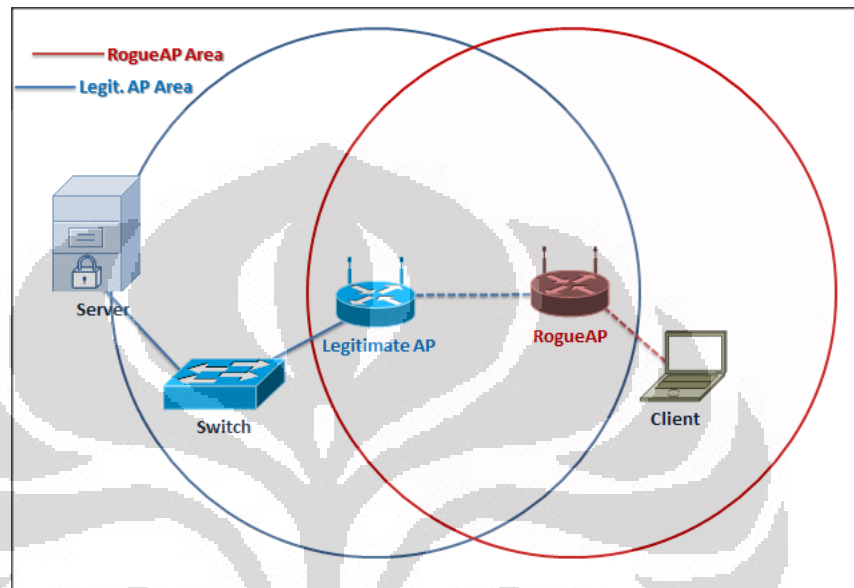 RogueAP Area
Legit. AP Area
Server
Legitimate AP
RogueAP
Switch
Client